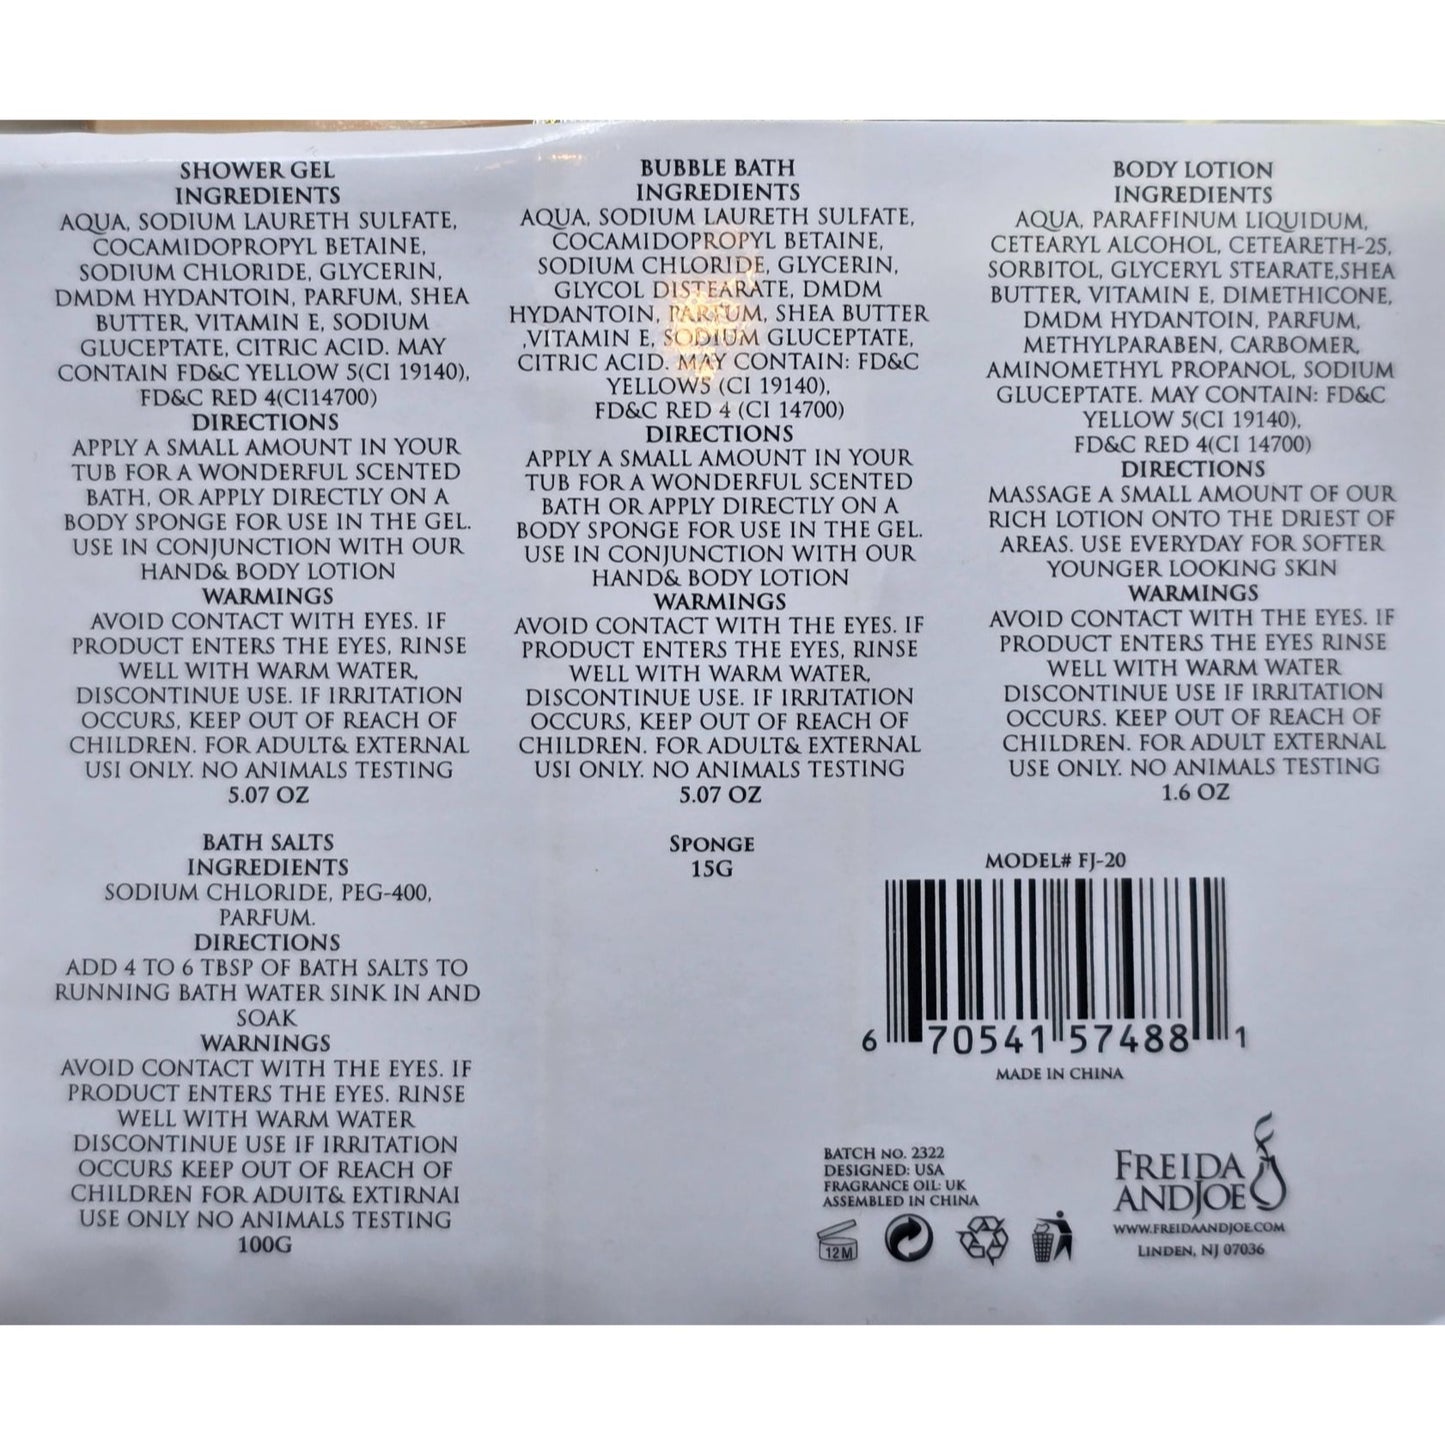 SHOWER GEL
INGREDIENTS
AQUA, SODIUM LAURETH SULFATE,
COCAMIDOPROPYL BETAINE,
SODIUM CHLORIDE, GLYCERIN,
DMDM HYDANTOIN, PARFUM, SHEA
BUTTER, VITAMIN E, SODIUM
GLUCEPTATE, CITRIC ACID. MAY
CONTAIN FD&C YELLOW 5(CI 19140),
FD&C RED 4(CI14700)
DIRECTIONS
APPLY A SMALL AMOUNT IN YOUR
TUB FOR A WONDERFUL SCENTED
BATH, OR APPLY DIRECTLY ON A
BODY SPONGE FOR USE IN THE GEL.
USE IN CONJUNCTION WITH OUR
HAND& BODY LOTION
WARMINGS
AVOID CONTACT WITH EYES. IF
PRODUCT ENTERS THE EYES, RINSE
WELL WITH WARM WATER,
DISCONTINUE USE. IF IRRITATION
OCCURS, KEEP OUT OF REACH OF
CHILDREN. FOR ADULT& EXTERNAL
USI ONLY. NO ANIMALS TESTING
5.07 OZ
BUBBLE BATH
INGREDIENTS
AQUA, SODIUM LAURETH SULFATE,
COCAMIDOPROPYL BETAINE,
SODIUM CHLORIDE, GLYCERIN,
GLYCOL DISTEARATE, DMDM
HYDANTOIN, PARFUM, SHEA BUTTER
,VITAMIN E, SODIUM GLUCEPTATE,
CITRIC ACID. MAY CONTAIN: FD&C
YELLOW5 (CI 19140),
FD&C RED 4 (CI 14700)
DIRECTIONS
APPLY A SMALL AMOUNT IN YOUR
TUB FOR A WONDERFUL SCENTED
BATH OR APPLY DIRECTLY ON A
BODY SPONGE FOR USE IN THE GEL.
USE IN CONJUNCTION WITH OUR
HAND& BODY LOTION
WARMINGS
AVOID CONTACT WITH THE EYES. IF
PRODUCT ENTERS THE EYES, RINSE
WELL WITH WARM WATER,
DISCONTINUE USE. IF IRRITATION
OCCURS, KEEP OUT OF REACH OF
CHILDREN. FOR ADULT& EXTERNAL
USI ONLY. NO ANIMALS TESTING
5.07 OZ
BODY LOTION
INGREDIENTS
AQUA, PARAFFINUM LIQUIDUM,
CETEARYL ALCOHOL, CETEARETH-25,
SORBITOL, GLYCERYL STEARATE,SHEA
BUTTER, VITAMIN E, DIMETHICONE,
DMDM HYDANTOIN, PARFUM,
METHYLPARABEN, CARBOMER,
AMINOMETHYL PROPANOL, SODIUM
GLUCEPTATE. MAY CONTAIN: FD&C
YELLOW 5(CI 19140),
FD&C RED 4(CI 14700)
DIRECTIONS
MASSAGE A SMALL AMOUNT OF OUR
RICH LOTION ONTO THE DRIEST OF
AREAS. USE EVERYDAY FOR SOFTER
YOUNGER LOOKING SKIN
WARMINGS
AVOID CONTACT WITH THE EYES. IF
PRODUCT ENTERS THE EYES RINSE
WELL WITH WARM WATER
DISCONTINUE USE IF IRRITATION
OCCURS. KEEP OUT OF REACH OF
CHILDREN. FOR ADULT EXTERNAL
USE ONLY. NO ANIMALS TESTING
1.6 OZ
BATH SALTS
INGREDIENTS
SODIUM CHLORIDE, PEG-400,
PARFUM.
DIRECTIONS
ADD 4 TO 6 TBSP OF BATH SALTS TO
RUNNING BATH WATER SINK IN AND
SOAK
WARNINGS
AVOID CONTACT WITH THE EYES. IF
PRODUCT ENTERS THE EYES. RINSE
WELL WITH WARM WATER
DISCONTINUE USE IF IRRITATION
OCCURS KEEP OUT OF REACH OF
CHILDREN FOR ADUIT& EXTIRNAI
USE ONLY NO ANIMALS TESTING
100G
SPONGE
15G
MODEL# FJ-20
6 70541 57488 1
MADE IN CHINA
BATCH NO. 2322
DESIGNED: USA
FRAGRANCE OIL: UK
ASSEMBLED IN CHINA
12M
FREIDA
ANDJOE
WWW.FREIDAANDJOE.COM
LINDEN, NJ 07036